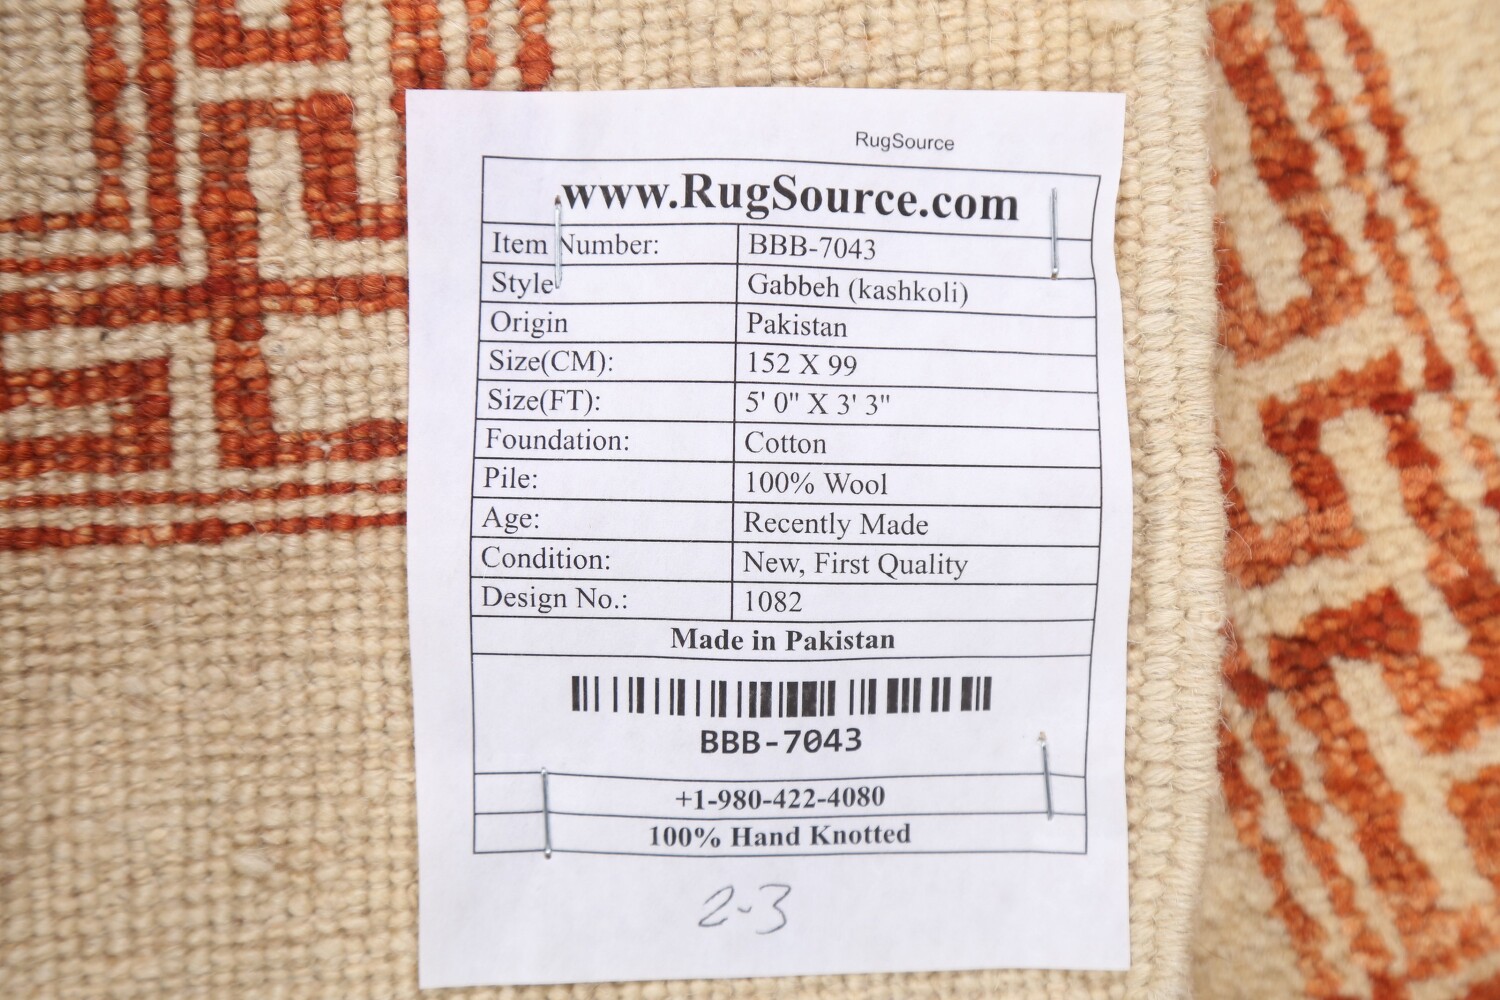 RugSource
www.RugSource.com
Item Number: BBB-7043
Style Gabbeh (kashkoli)
Origin Pakistan
Size(CM): 152 X 99
Size(FT): 5' 0" X 3' 3"
Foundation: Cotton
Pile: 100% Wool
Age: Recently Made
Condition: New, First Quality
Design No.: 1082
Made in Pakistan
BBB-7043
+1-980-422-4080
100% Hand Knotted
2-3